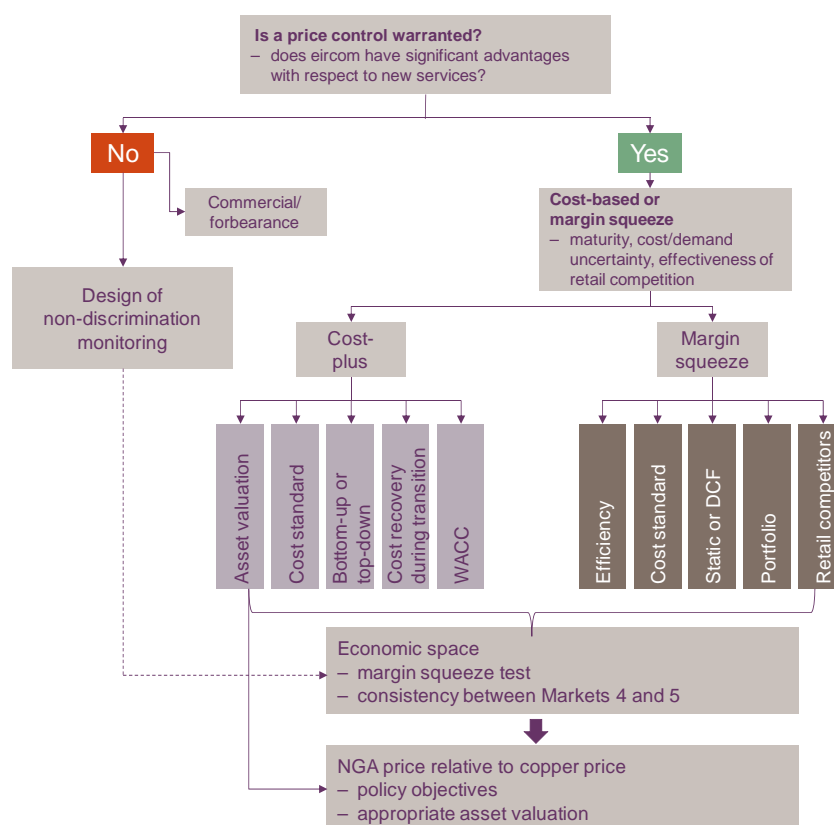 Is a price control warranted?
– does eircom have significant advantages
with respect to new services?
No
Yes
Commercial/
forbearance
Cost-based or
margin squeeze
– maturity, cost/demand
uncertainty, effectiveness of
retail competition
Design of
non-discrimination
monitoring
Cost-
plus
Margin
squeeze
Asset valuation
Cost standard
Bottom-up or
top-down
Cost recovery
during transition
WACC
Efficiency
Cost standard
Static or DCF
Portfolio
Retail competitors
Economic space
– margin squeeze test
– consistency between Markets 4 and 5
NGA price relative to copper price
– policy objectives
– appropriate asset valuation